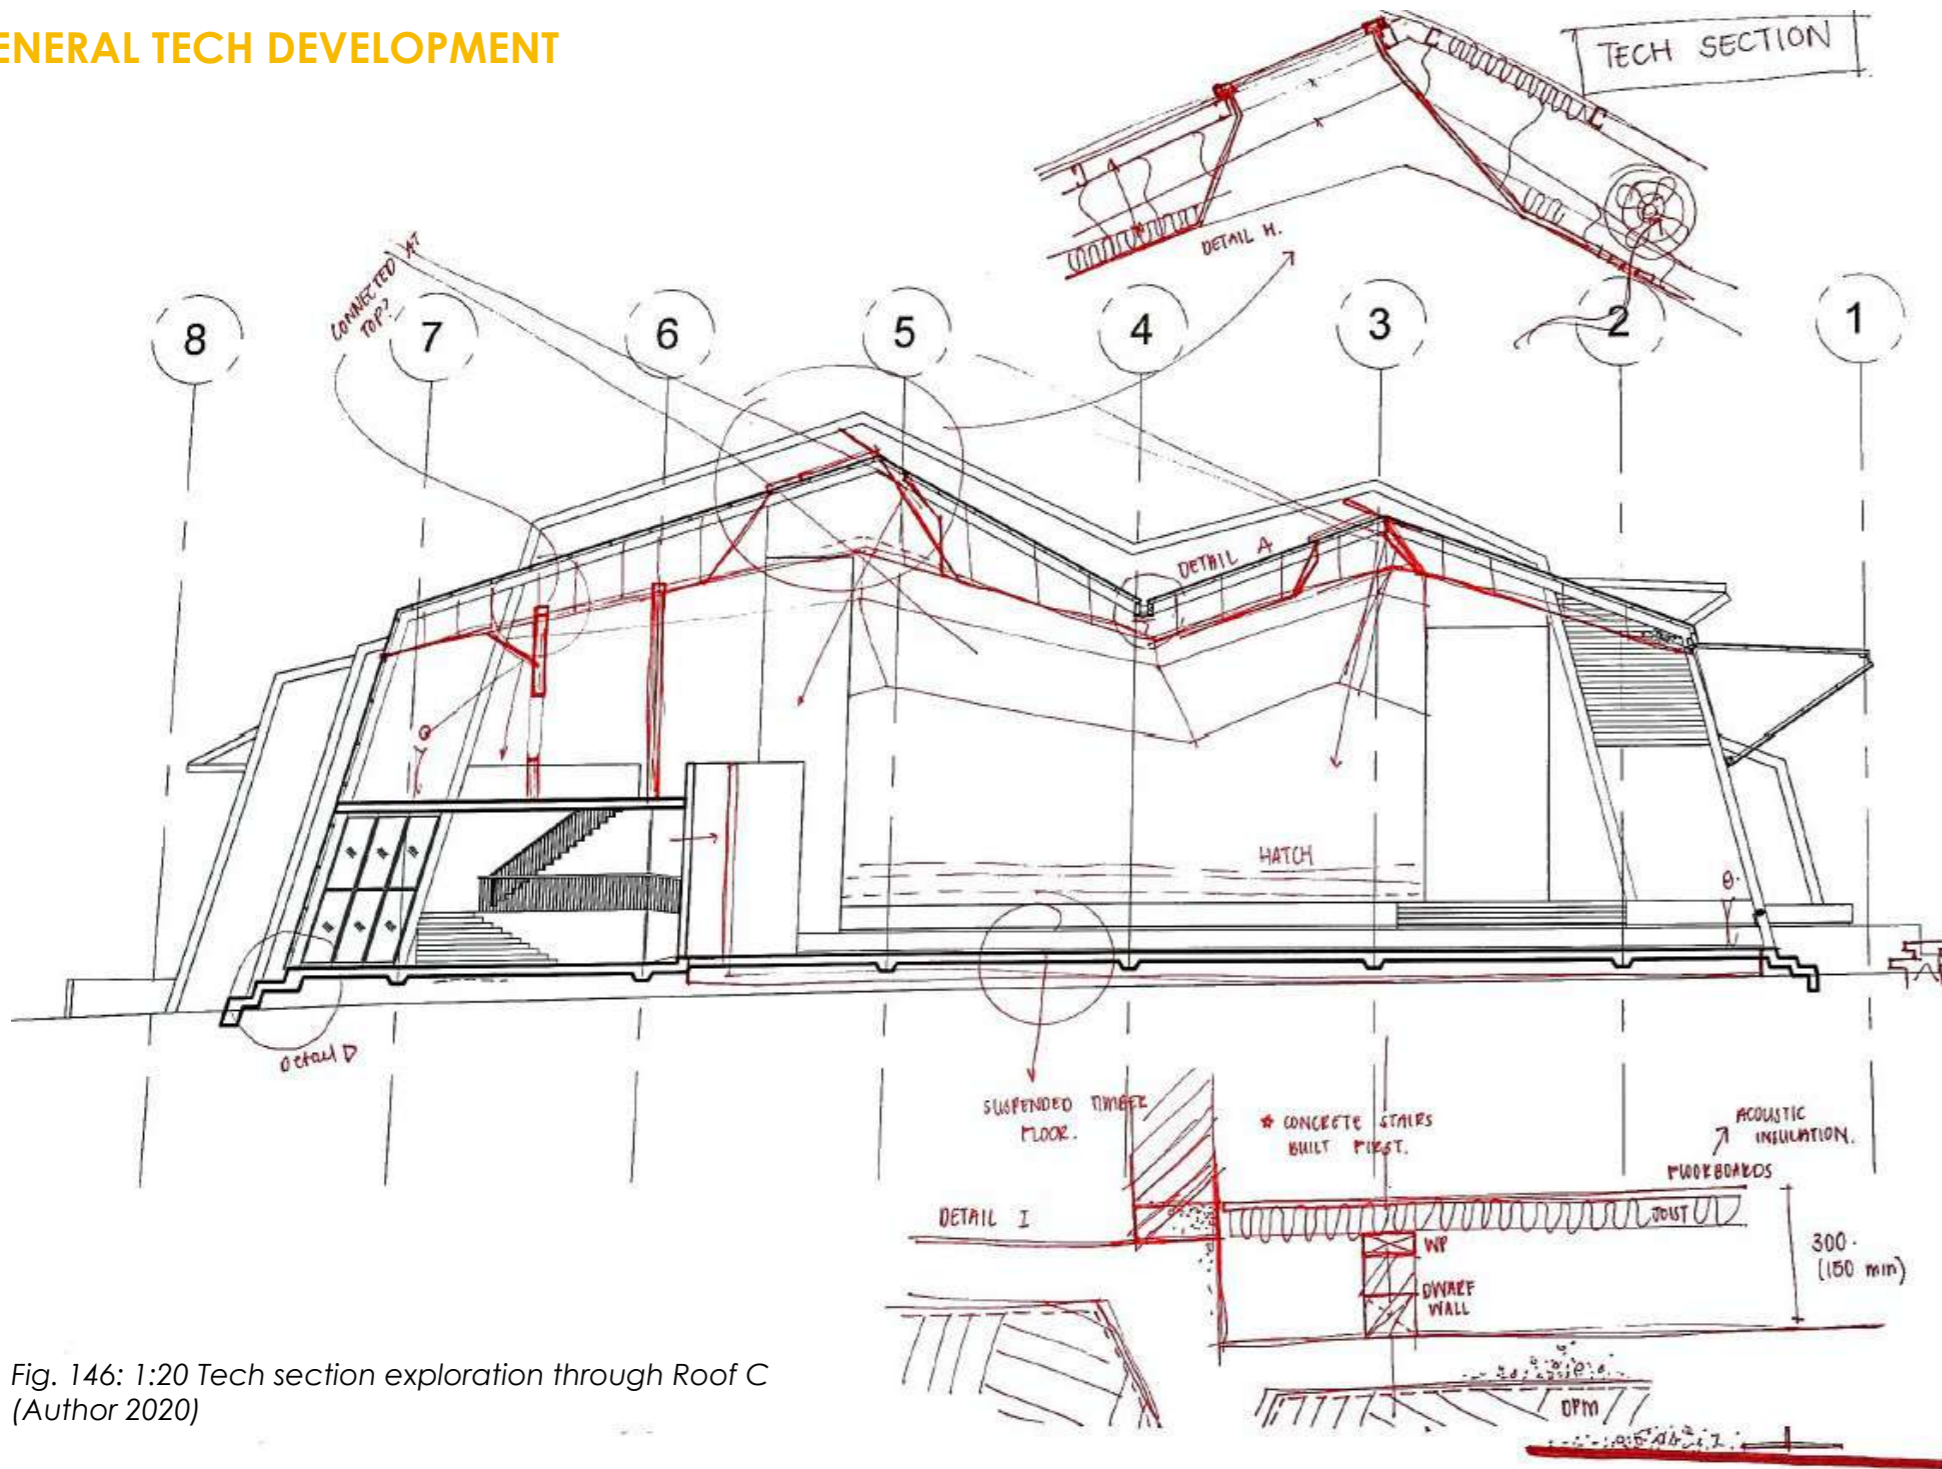 ENERAL TECH DEVELOPMENT
TECH SECTION
DETAIL H.
CONNECTED AT
TOP?
8
7
6
5
4
3
2
1
DETAIL A
HATCH
θ.
Detail D
SUSPENDED TIMBER
FLOOR.
* CONCRETE STAIRS
BUILT FIRST.
ACOUSTIC
INSULATION.
FLOORBOARDS
DETAIL I
JOIST
WP
DWARF
WALL
300.
(150 min)
DPM
Fig. 146: 1:20 Tech section exploration through Roof C
(Author 2020)